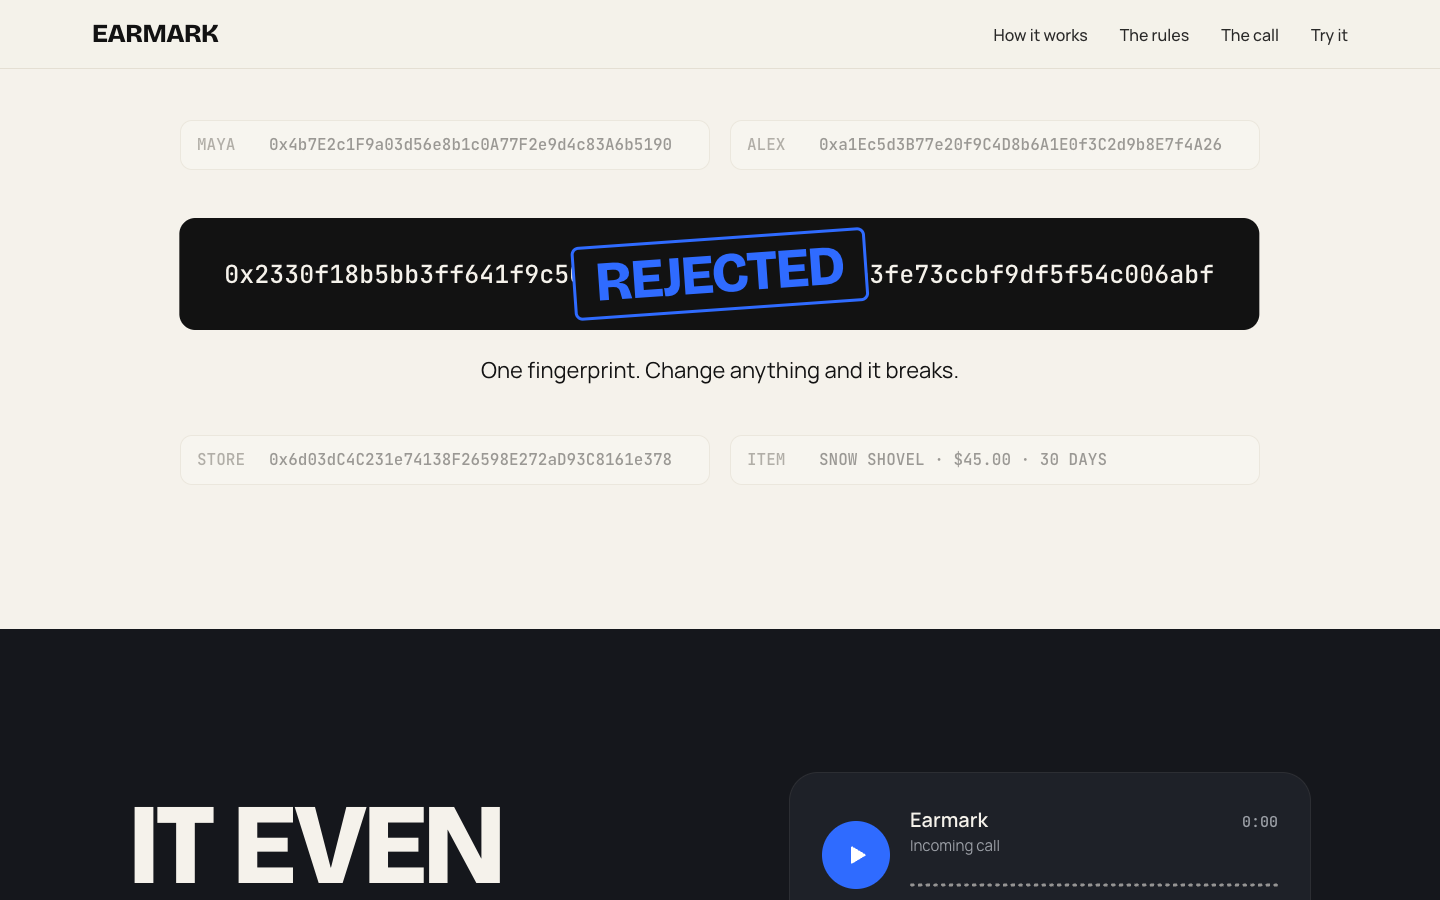 EARMARK
How it works
The rules
The call
Try it
MAYA 0x4b7E2c1F9a03d56e8b1c0A77F2e9d4c83A6b5190
ALEX 0xa1Ec5d3B77e20f9C4D8b6A1E0f3C2d9b8E7f4A26
0x2330f18b5bb3ff641f9c5
REJECTED
3fe73ccbf9df5f54c006abf
One fingerprint. Change anything and it breaks.
STORE 0x6d03dC4C231e74138F26598E272aD93C8161e378
ITEM SNOW SHOVEL · $45.00 · 30 DAYS
IT EVEN
Earmark
0:00
Incoming call